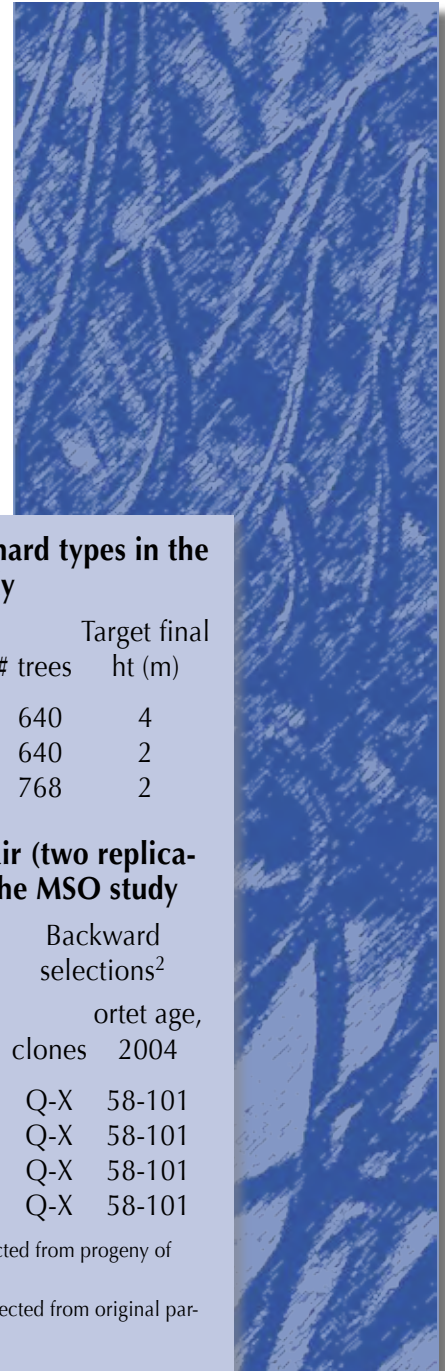 hard types in the
y
Target final
# trees ht (m)
640 4
640 2
768 2
ir (two replica-
he MSO study
Backward
selections²
ortet age,
clones 2004
Q-X 58-101
Q-X 58-101
Q-X 58-101
Q-X 58-101
cted from progeny of
ected from original par-